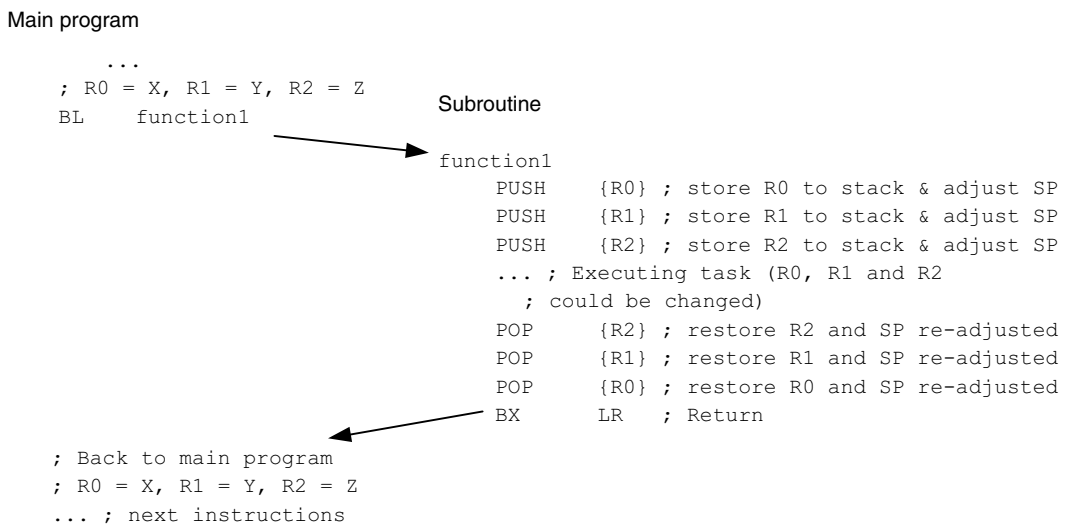 Main program
...
; R0 = X, R1 = Y, R2 = Z
BL function1
Subroutine
function1
PUSH {R0} ; store R0 to stack & adjust SP
PUSH {R1} ; store R1 to stack & adjust SP
PUSH {R2} ; store R2 to stack & adjust SP
... ; Executing task (R0, R1 and R2
; could be changed)
POP {R2} ; restore R2 and SP re-adjusted
POP {R1} ; restore R1 and SP re-adjusted
POP {R0} ; restore R0 and SP re-adjusted
BX LR ; Return
; Back to main program
; R0 = X, R1 = Y, R2 = Z
... ; next instructions